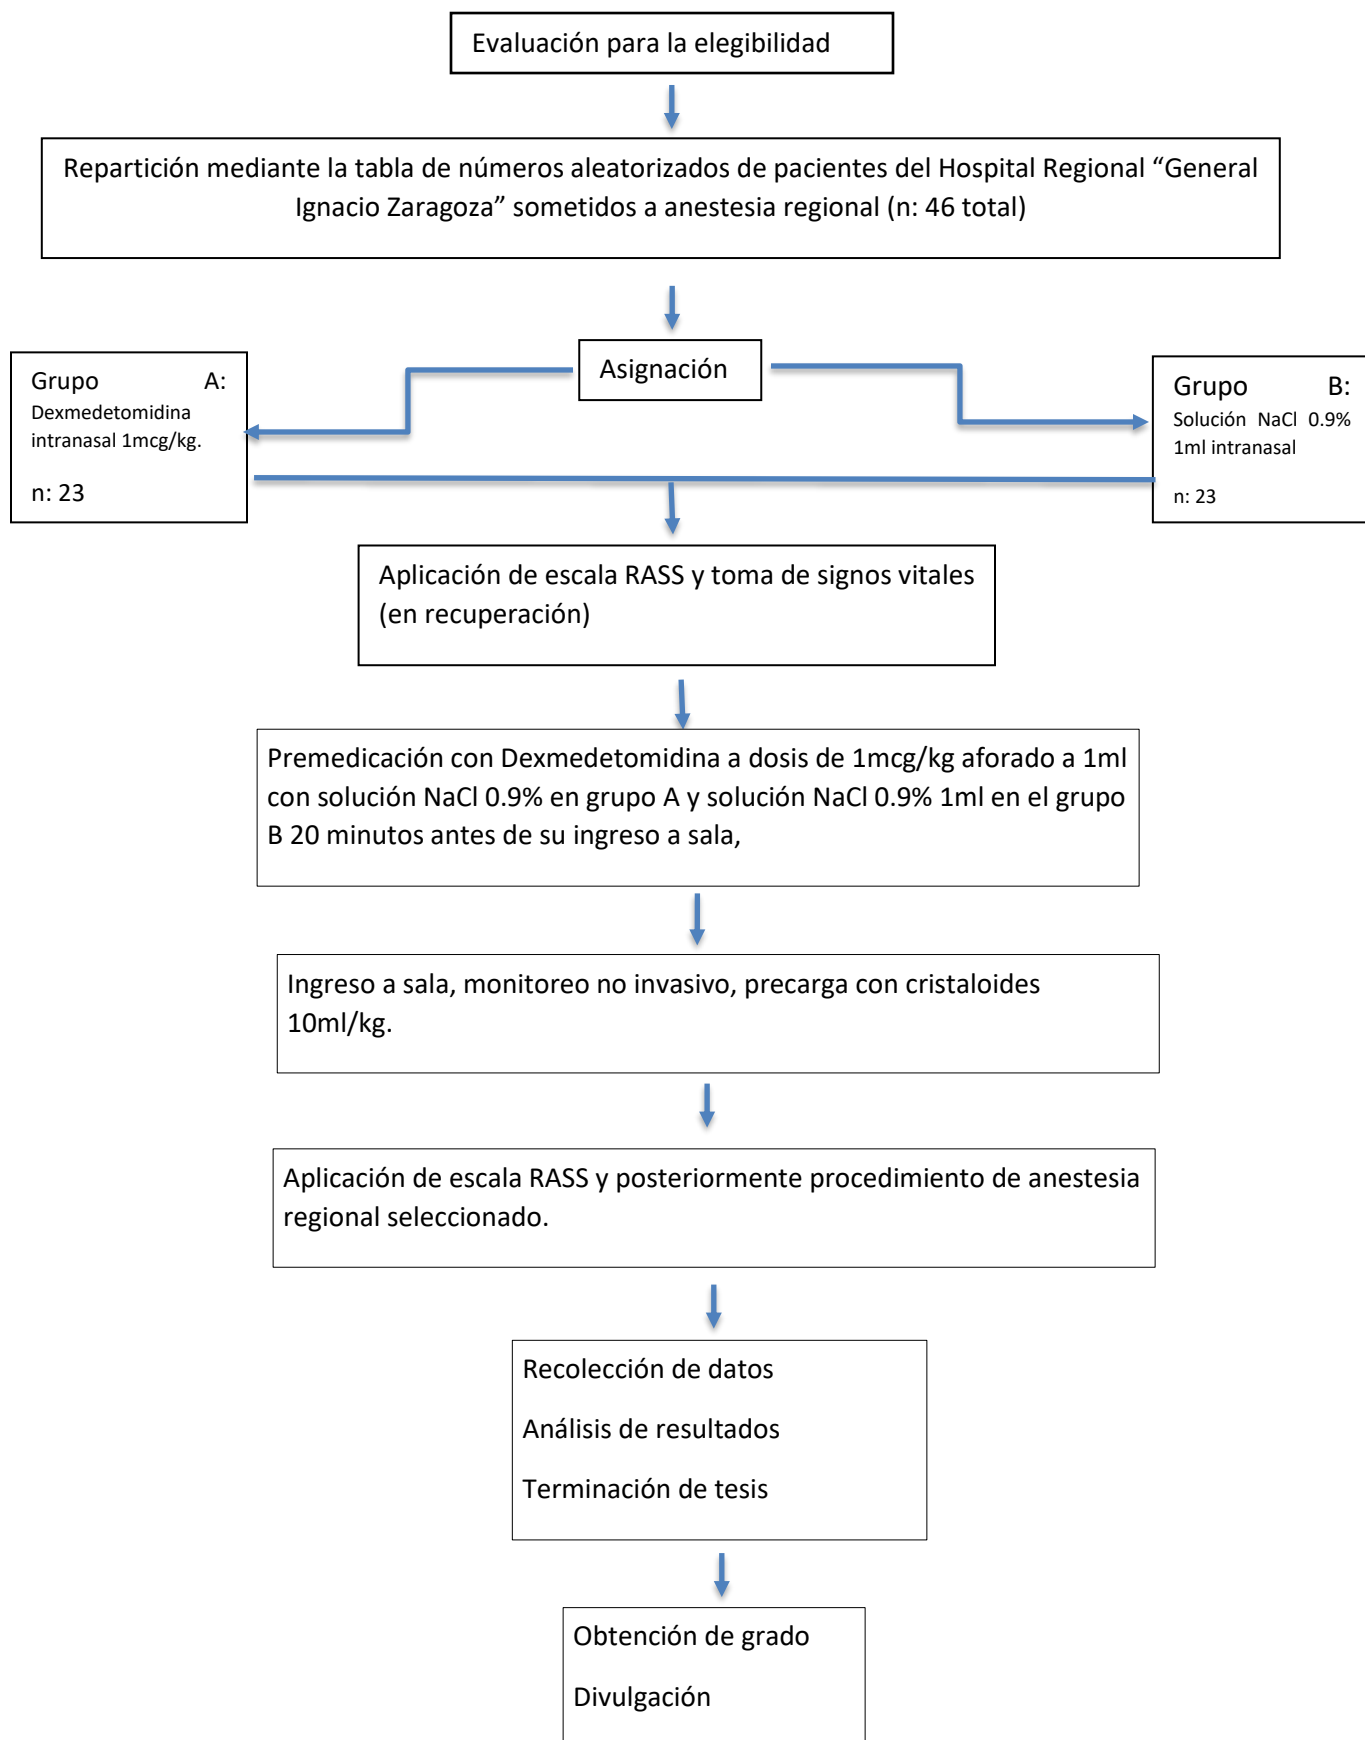 Evaluación para la elegibilidad
Repartición mediante la tabla de números aleatorizados de pacientes del Hospital Regional “General
Ignacio Zaragoza” sometidos a anestesia regional (n: 46 total)
Asignación
Grupo A:
Dexmedetomidina
intranasal 1mcg/kg.
n: 23
Grupo B:
Solución NaCl 0.9%
1ml intranasal
n: 23
Aplicación de escala RASS y toma de signos vitales
(en recuperación)
Premedicación con Dexmedetomidina a dosis de 1mcg/kg aforado a 1ml
con solución NaCl 0.9% en grupo A y solución NaCl 0.9% 1ml en el grupo
B 20 minutos antes de su ingreso a sala,
Ingreso a sala, monitoreo no invasivo, precarga con cristaloides
10ml/kg.
Aplicación de escala RASS y posteriormente procedimiento de anestesia
regional seleccionado.
Recolección de datos
Análisis de resultados
Terminación de tesis
Obtención de grado
Divulgación